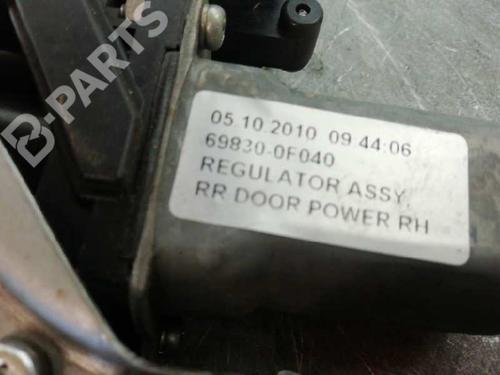 B-PARTS
05.10.2010 09:44:06
69830-0F040
REGULATOR ASSY,
RR DOOR POWER RH